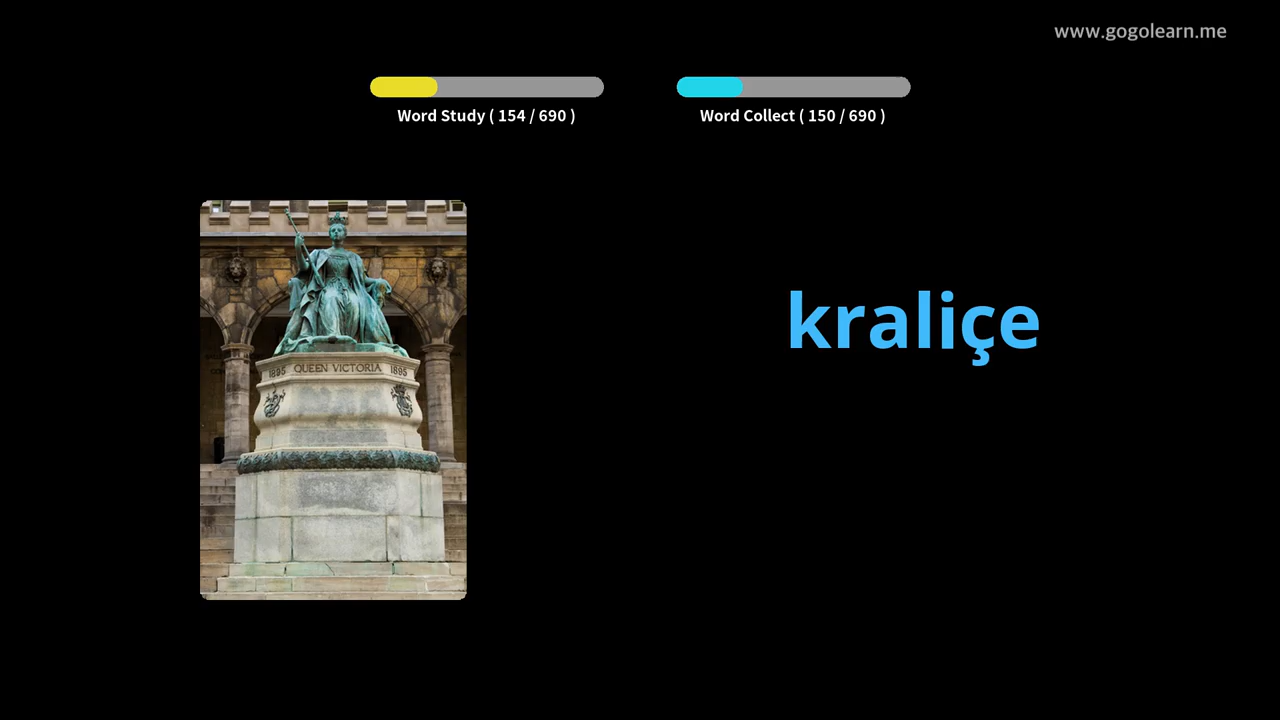 www.gogolearn.me
Word Study ( 154 / 690 )
Word Collect ( 150 / 690 )
1895 QUEEN VICTORIA 1895
kraliçe